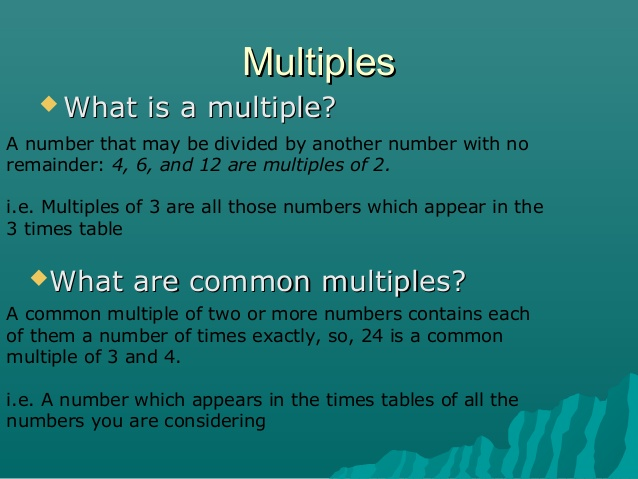 Multiples
What is a multiple?
A number that may be divided by another number with no
remainder: 4, 6, and 12 are multiples of 2.
i.e. Multiples of 3 are all those numbers which appear in the
3 times table
What are common multiples?
A common multiple of two or more numbers contains each
of them a number of times exactly, so, 24 is a common
multiple of 3 and 4.
i.e. A number which appears in the times tables of all the
numbers you are considering